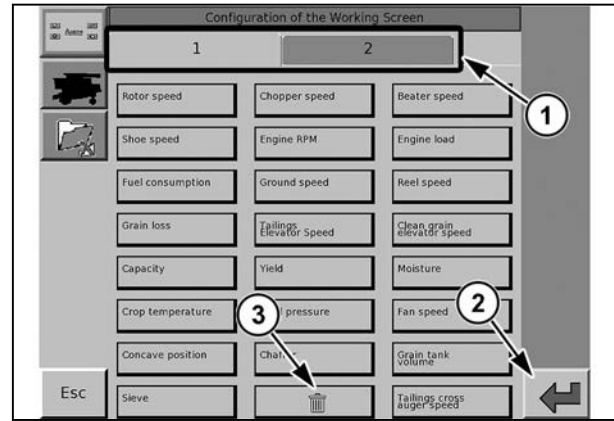 Configuration of the Working Screen
1
2
1
Rotor speed
Chopper speed
Beater speed
Shoe speed
Engine RPM
Engine load
Fuel consumption
Ground speed
Reel speed
Grain loss
Tailings
Elevator Speed
Clean grain
elevator speed
Capacity
Yield
Moisture
Crop temperature
3
pressure
Fan speed
2
Concave position
Grain tank
volume
Esc
Sieve
Tailings cross
auger speed